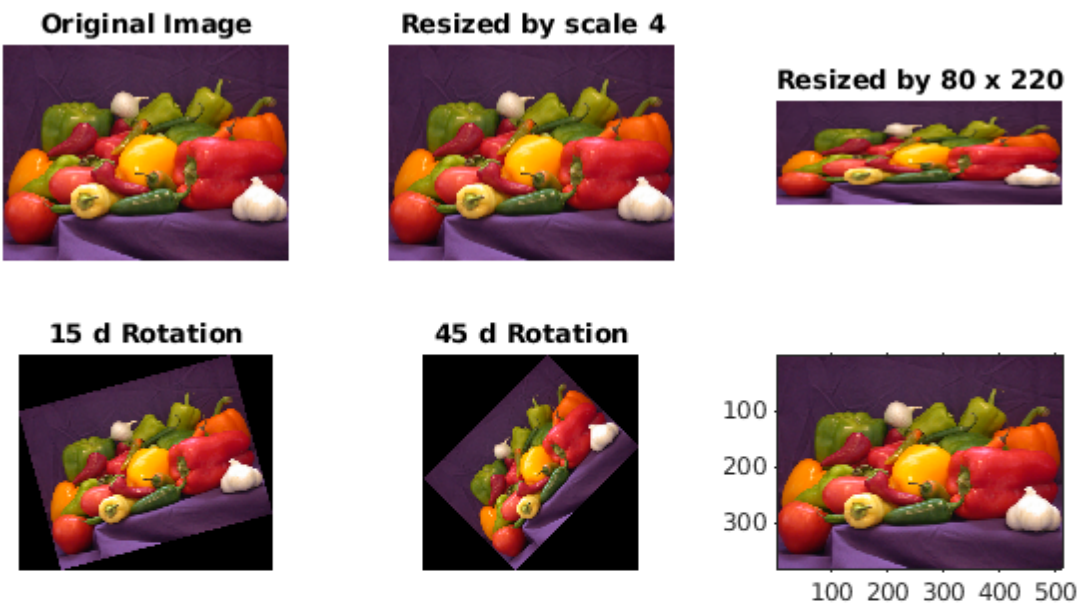 Original Image
Resized by scale 4
Resized by 80 x 220
15 d Rotation
45 d Rotation
100
200
300
100 200 300 400 500